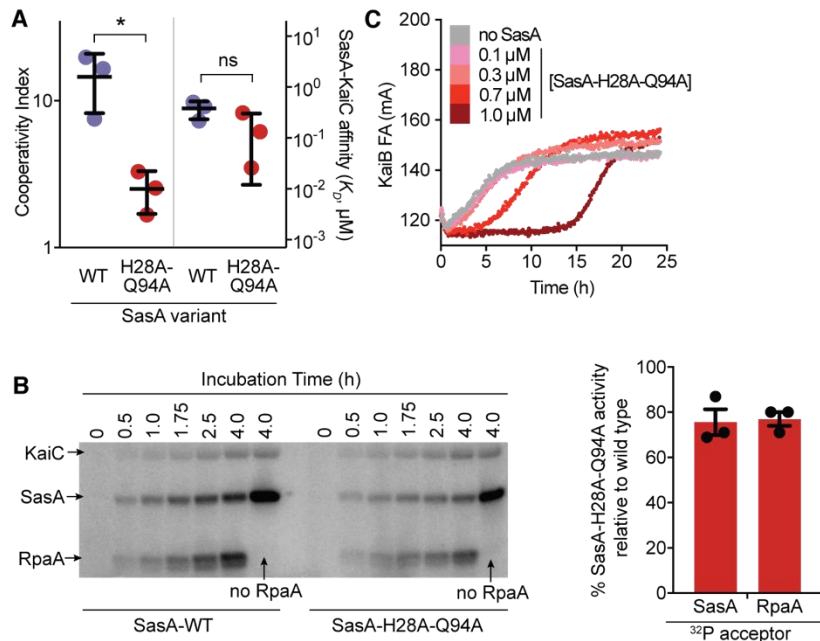 A
Cooperativity Index
10
1
*
ns
10¹
10⁰
10⁻¹
10⁻²
10⁻³
SasA-KaiC affinity (K_D, μM)
WT
H28A-
Q94A
WT
H28A-
Q94A
SasA variant
C
no SasA
0.1 μM
0.3 μM
0.7 μM
1.0 μM
[SasA-H28A-Q94A]
KaiB FA (mA)
200
180
160
140
120
0 5 10 15 20 25
Time (h)
B
Incubation Time (h)
0 0.5 1.0 1.75 2.5 4.0 4.0 0 0.5 1.0 1.75 2.5 4.0 4.0
KaiC
SasA
RpaA
no RpaA
no RpaA
SasA-WT
SasA-H28A-Q94A
% SasA-H28A-Q94A activity
relative to wild type
100
80
60
40
20
0
SasA RpaA
³²P acceptor